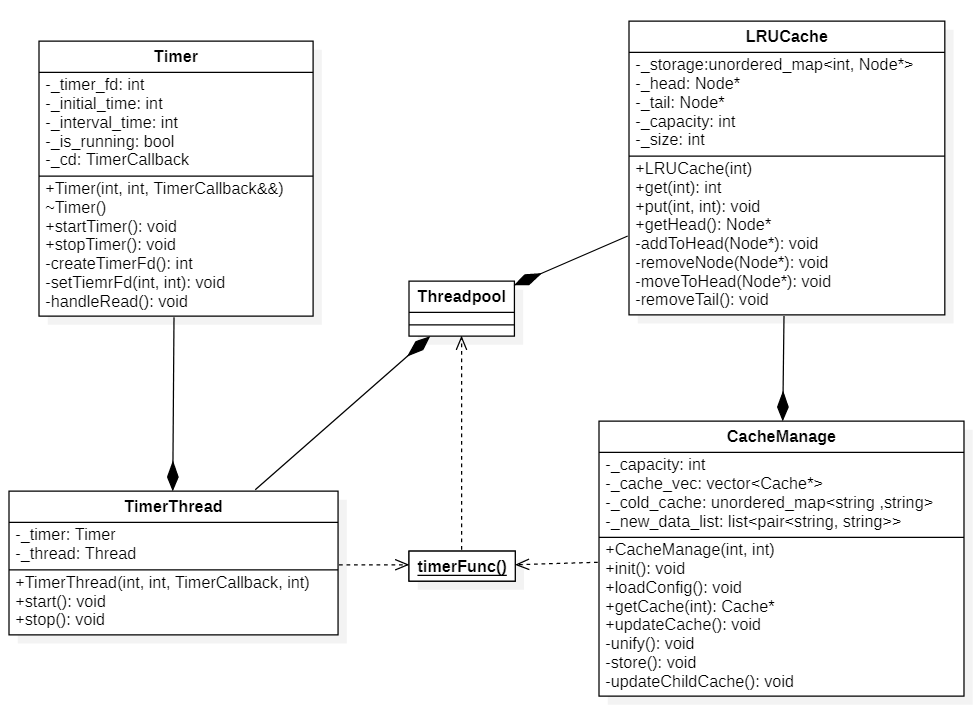 Timer
-_timer_fd: int
-_initial_time: int
-_interval_time: int
-_is_running: bool
-_cd: TimerCallback
+Timer(int, int, TimerCallback&&)
~Timer()
+startTimer(): void
+stopTimer(): void
-createTimerFd(): int
-setTiemrFd(int, int): void
-handleRead(): void
LRUCache
-_storage:unordered_map<int, Node*>
-_head: Node*
-_tail: Node*
-_capacity: int
-_size: int
+LRUCache(int)
+get(int): int
+put(int, int): void
+getHead(): Node*
-addToHead(Node*): void
-removeNode(Node*): void
-moveToHead(Node*): void
-removeTail(): void
Threadpool
TimerThread
-_timer: Timer
-_thread: Thread
+TimerThread(int, int, TimerCallback, int)
+start(): void
+stop(): void
timerFunc()
CacheManage
-_capacity: int
-_cache_vec: vector<Cache*>
-_cold_cache: unordered_map<string ,string>
-_new_data_list: list<pair<string, string>>
+CacheManage(int, int)
+init(): void
+loadConfig(): void
+getCache(int): Cache*
+updateCache(): void
-unify(): void
-store(): void
-updateChildCache(): void